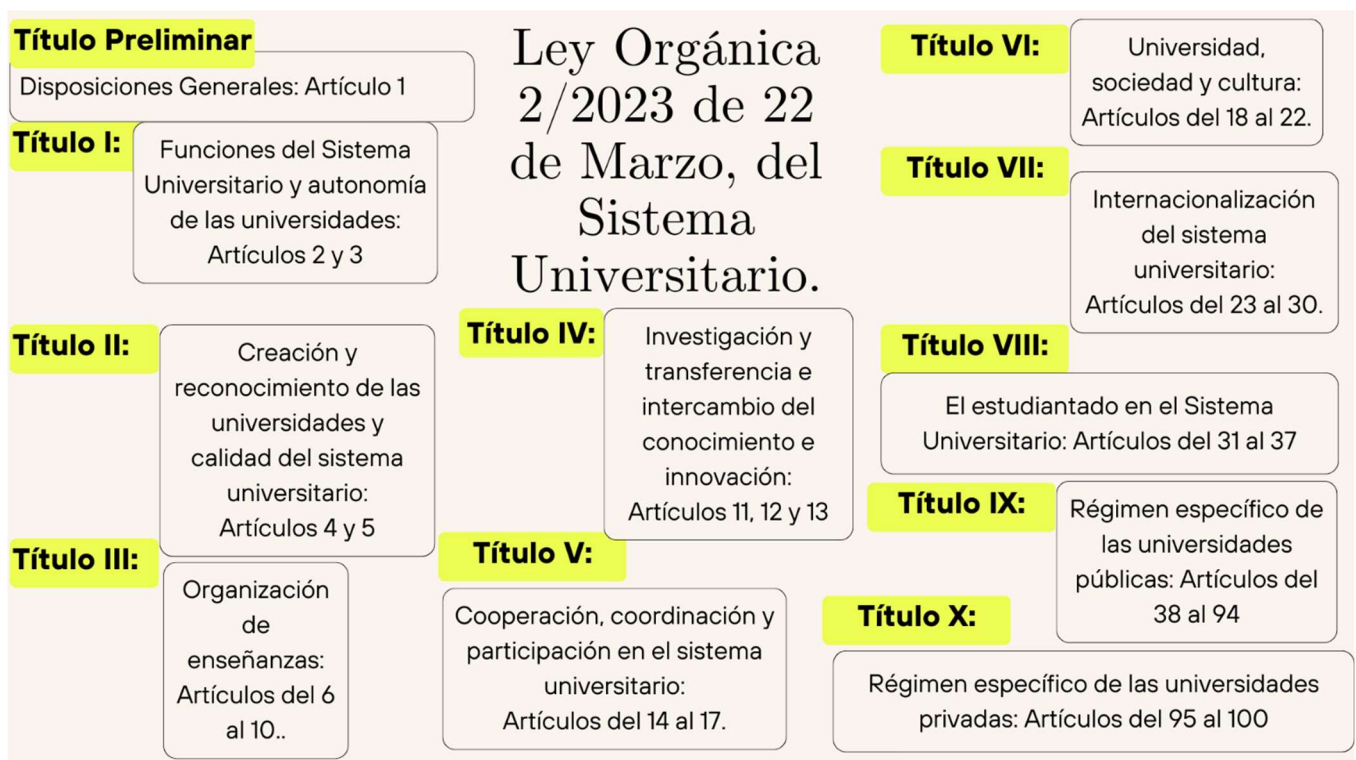 Título Preliminar
Disposiciones Generales: Artículo 1
Título I:
Funciones del Sistema
Universitario y autonomía
de las universidades:
Artículos 2 y 3
Título II:
Creación y
reconocimiento de las
universidades y
calidad del sistema
universitario:
Artículos 4 y 5
Título III:
Organización
de
enseñanzas:
Artículos del 6
al 10..
Ley Orgánica
2/2023 de 22
de Marzo, del
Sistema
Universitario.
Título IV:
Investigación y
transferencia e
intercambio del
conocimiento e
innovación:
Artículos 11, 12 y 13
Título V:
Cooperación, coordinación y
participación en el sistema
universitario:
Artículos del 14 al 17.
Título VI:
Universidad,
sociedad y cultura:
Artículos del 18 al 22.
Título VII:
Internacionalización
del sistema
universitario:
Artículos del 23 al 30.
Título VIII:
El estudiantado en el Sistema
Universitario: Artículos del 31 al 37
Título IX:
Régimen específico de
las universidades
públicas: Artículos del
38 al 94
Título X:
Régimen específico de las universidades
privadas: Artículos del 95 al 100